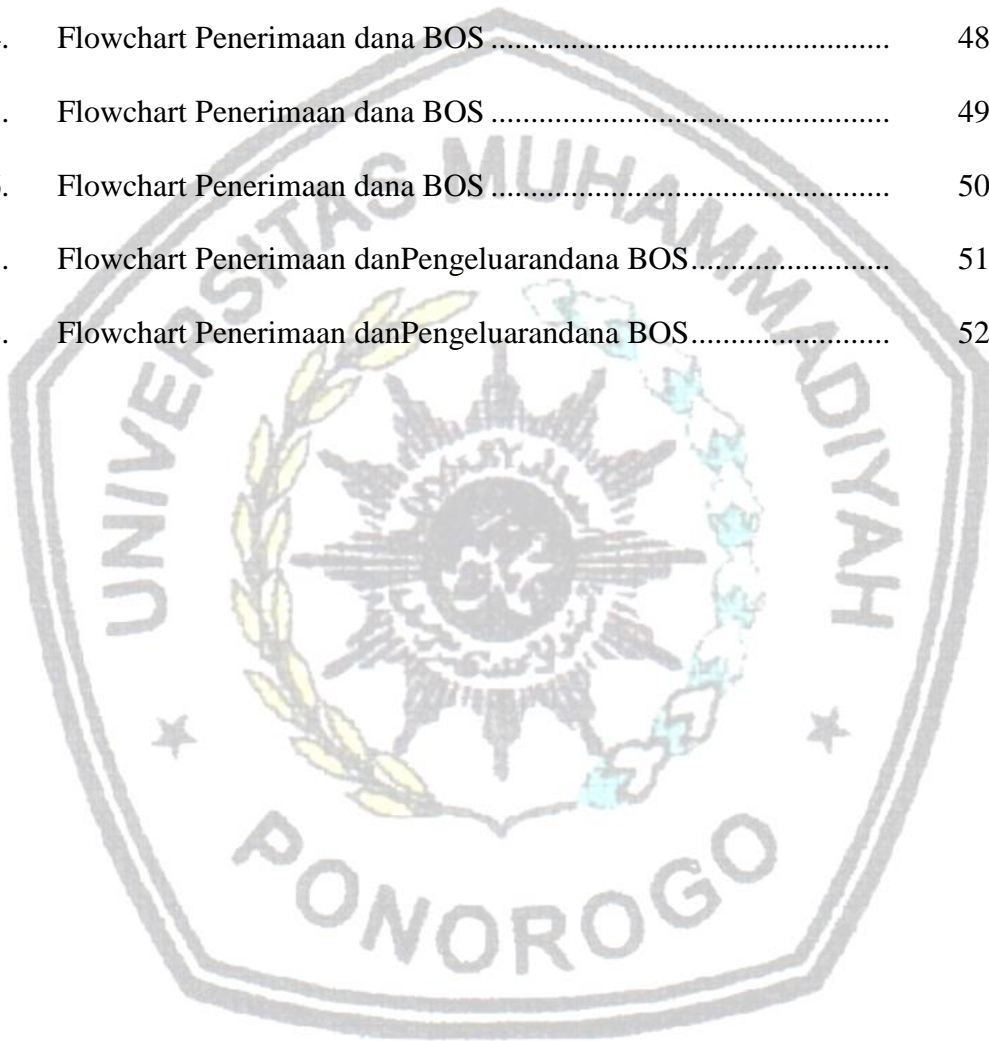 . Flowchart Penerimaan dana BOS .................................................. 48
. Flowchart Penerimaan dana BOS .................................................. 49
. Flowchart Penerimaan dana BOS .................................................. 50
. Flowchart Penerimaan danPengeluarandana BOS........................ 51
. Flowchart Penerimaan danPengeluarandana BOS........................ 52
UNIVERSITAS MUHAMMADIYAH
PONOROGO